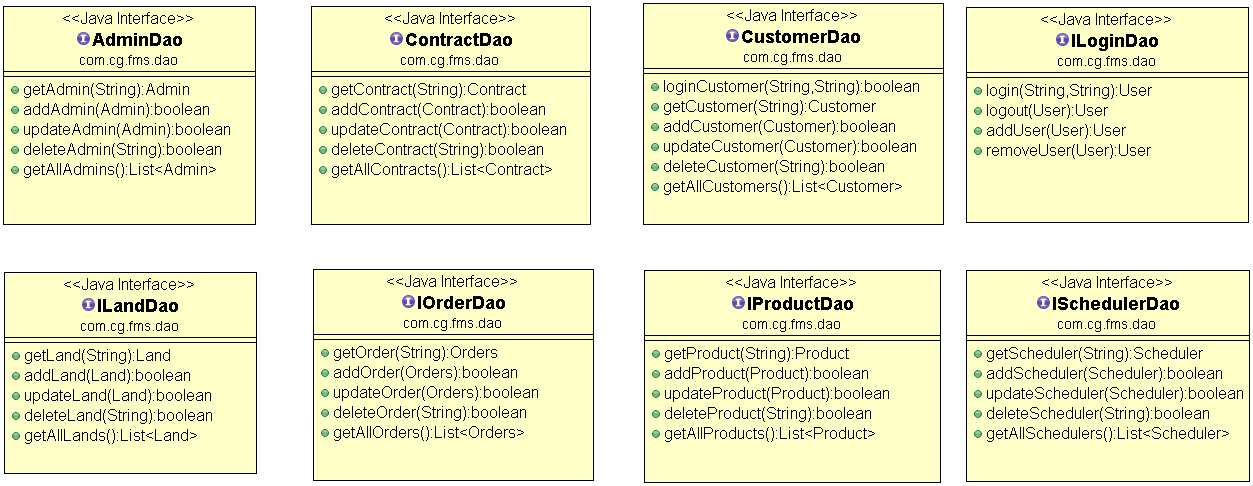 <<Java Interface>>
AdminDao
com.cg.fms.dao
getAdmin(String):Admin
addAdmin(Admin):boolean
updateAdmin(Admin):boolean
deleteAdmin(String):boolean
getAllAdmins():List<Admin>
<<Java Interface>>
ContractDao
com.cg.fms.dao
getContract(String):Contract
addContract(Contract):boolean
updateContract(Contract):boolean
deleteContract(String):boolean
getAllContracts():List<Contract>
<<Java Interface>>
CustomerDao
com.cg.fms.dao
loginCustomer(String,String):boolean
getCustomer(String):Customer
addCustomer(Customer):boolean
updateCustomer(Customer):boolean
deleteCustomer(String):boolean
getAllCustomers():List<Customer>
<<Java Interface>>
ILoginDao
com.cg.fms.dao
login(String,String):User
logout(User):User
addUser(User):User
removeUser(User):User
<<Java Interface>>
ILandDao
com.cg.fms.dao
getLand(String):Land
addLand(Land):boolean
updateLand(Land):boolean
deleteLand(String):boolean
getAllLands():List<Land>
<<Java Interface>>
IOrderDao
com.cg.fms.dao
getOrder(String):Orders
addOrder(Orders):boolean
updateOrder(Orders):boolean
deleteOrder(String):boolean
getAllOrders():List<Orders>
<<Java Interface>>
IProductDao
com.cg.fms.dao
getProduct(String):Product
addProduct(Product):boolean
updateProduct(Product):boolean
deleteProduct(String):boolean
getAllProducts():List<Product>
<<Java Interface>>
ISchedulerDao
com.cg.fms.dao
getScheduler(String):Scheduler
addScheduler(Scheduler):boolean
updateScheduler(Scheduler):boolean
deleteScheduler(String):boolean
getAllSchedulers():List<Scheduler>